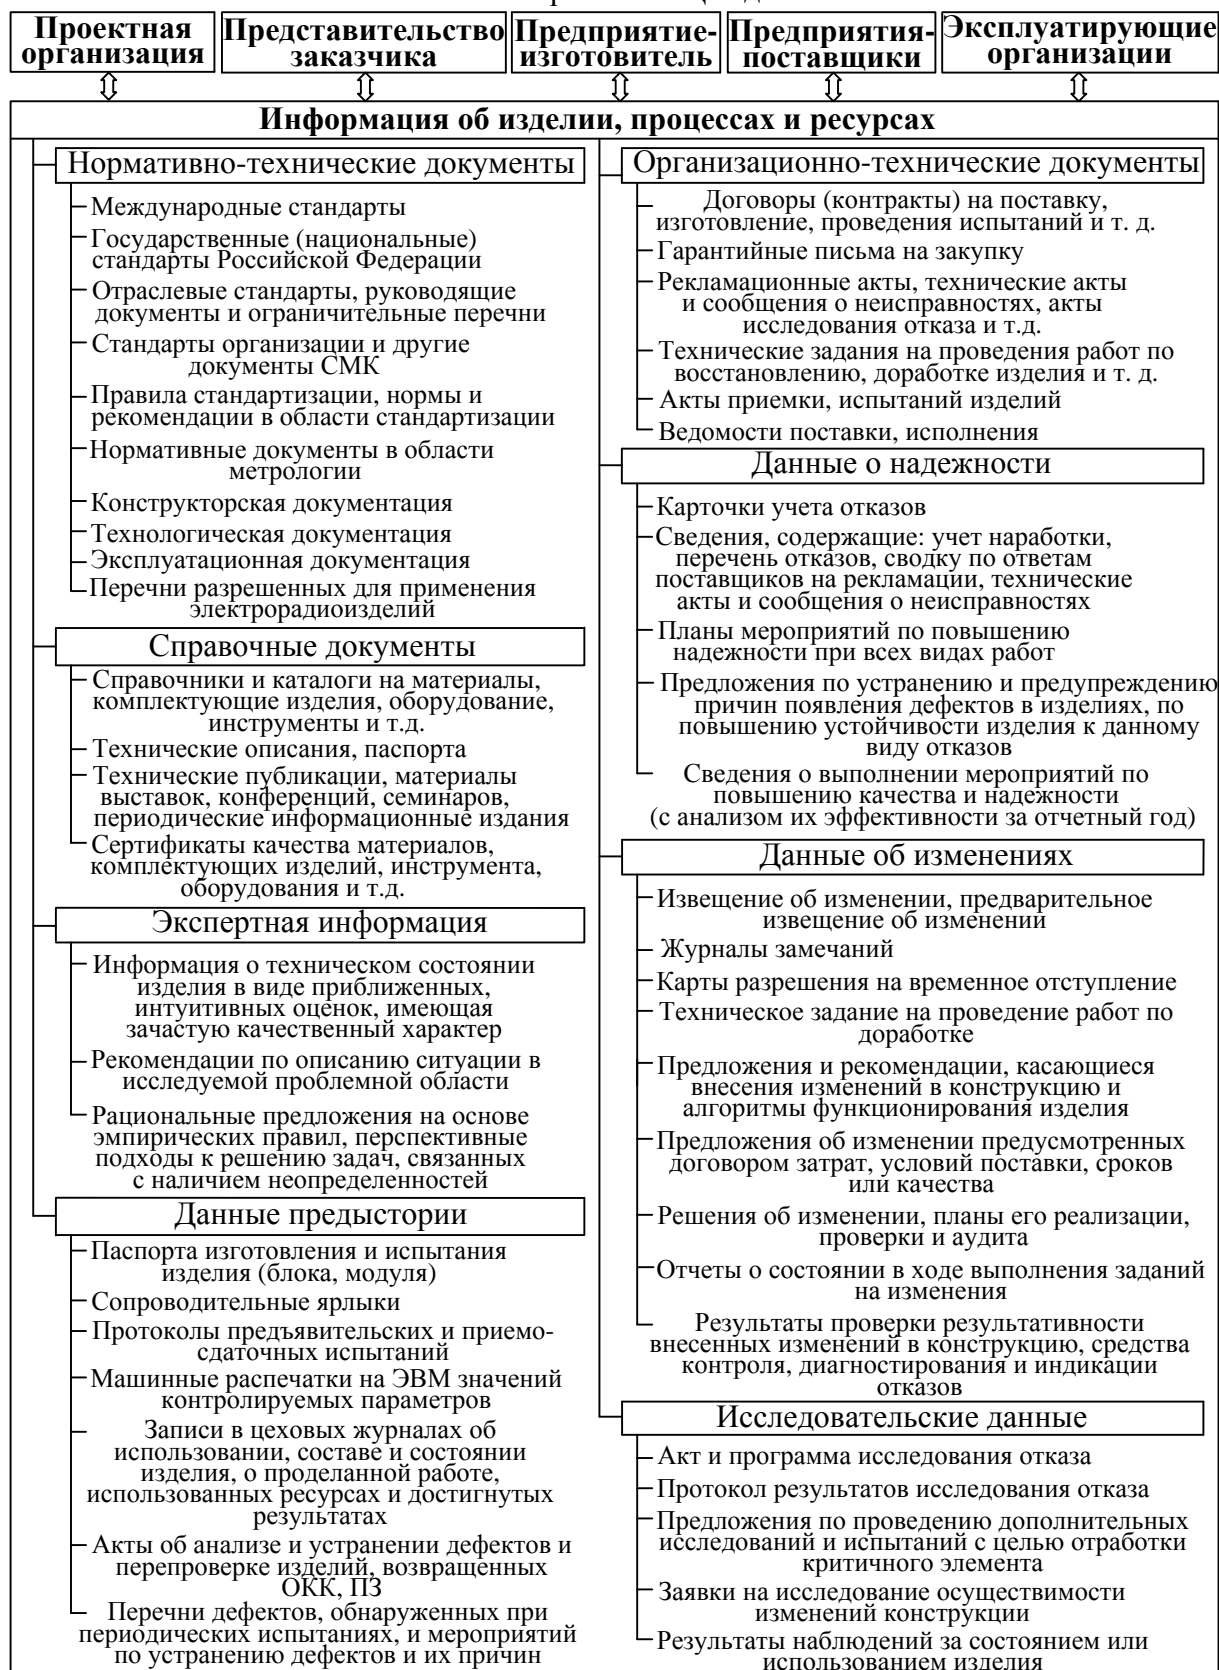 Проектная
организация
Представительство
заказчика
Предприятие-
изготовитель
Предприятия-
поставщики
Эксплуатирующие
организации
Информация об изделии, процессах и ресурсах
Нормативно-технические документы
Международные стандарты
Государственные (национальные)
стандарты Российской Федерации
Отраслевые стандарты, руководящие
документы и ограничительные перечни
Стандарты организации и другие
документы СМК
Правила стандартизации, нормы и
рекомендации в области стандартизации
Нормативные документы в области
метрологии
Конструкторская документация
Технологическая документация
Эксплуатационная документация
Перечни разрешенных для применения
электрорадиоизделий
Справочные документы
Справочники и каталоги на материалы,
комплектующие изделия, оборудование,
инструменты и т.д.
Технические описания, паспорта
Технические публикации, материалы
выставок, конференций, семинаров,
периодические информационные издания
Сертификаты качества материалов,
комплектующих изделий, инструмента,
оборудования и т.д.
Экспертная информация
Информация о техническом состоянии
изделия в виде приближенных,
интуитивных оценок, имеющая
зачастую качественный характер
Рекомендации по описанию ситуации в
исследуемой проблемной области
Рациональные предложения на основе
эмпирических правил, перспективные
подходы к решению задач, связанных
с наличием неопределенностей
Данные предыстории
Паспорта изготовления и испытания
изделия (блока, модуля)
Сопроводительные ярлыки
Протоколы предъявительских и приемо-
сдаточных испытаний
Машинные распечатки на ЭВМ значений
контролируемых параметров
Записи в цеховых журналах об
использовании, составе и состоянии
изделия, о проделанной работе,
использованных ресурсах и достигнутых
результатах
Акты об анализе и устранении дефектов и
перепроверке изделий, возвращенных
ОКК, ПЗ
Перечни дефектов, обнаруженных при
периодических испытаниях, и мероприятий
по устранению дефектов и их причин
Организационно-технические документы
Договоры (контракты) на поставку,
изготовление, проведения испытаний и т. д.
Гарантийные письма на закупку
Рекламационные акты, технические акты
и сообщения о неисправностях, акты
исследования отказа и т.д.
Технические задания на проведения работ по
восстановлению, доработке изделия и т. д.
Акты приемки, испытаний изделий
Ведомости поставки, исполнения
Данные о надежности
Карточки учета отказов
Сведения, содержащие: учет наработки,
перечень отказов, сводку по ответам
поставщиков на рекламации, технические
акты и сообщения о неисправностях
Планы мероприятий по повышению
надежности при всех видах работ
Предложения по устранению и предупреждению
причин появления дефектов в изделиях, по
повышению устойчивости изделия к данному
виду отказов
Сведения о выполнении мероприятий по
повышению качества и надежности
(с анализом их эффективности за отчетный год)
Данные об изменениях
Извещение об изменении, предварительное
извещение об изменении
Журналы замечаний
Карты разрешения на временное отступление
Техническое задание на проведение работ по
доработке
Предложения и рекомендации, касающиеся
внесения изменений в конструкцию и
алгоритмы функционирования изделия
Предложения об изменении предусмотренных
договором затрат, условий поставки, сроков
или качества
Решения об изменении, планы его реализации,
проверки и аудита
Отчеты о состоянии в ходе выполнения заданий
на изменения
Результаты проверки результативности
внесенных изменений в конструкцию, средства
контроля, диагностирования и индикации
отказов
Исследовательские данные
Акт и программа исследования отказа
Протокол результатов исследования отказа
Предложения по проведению дополнительных
исследований и испытаний с целью отработки
критичного элемента
Заявки на исследование осуществимости
изменений конструкции
Результаты наблюдений за состоянием или
использованием изделия